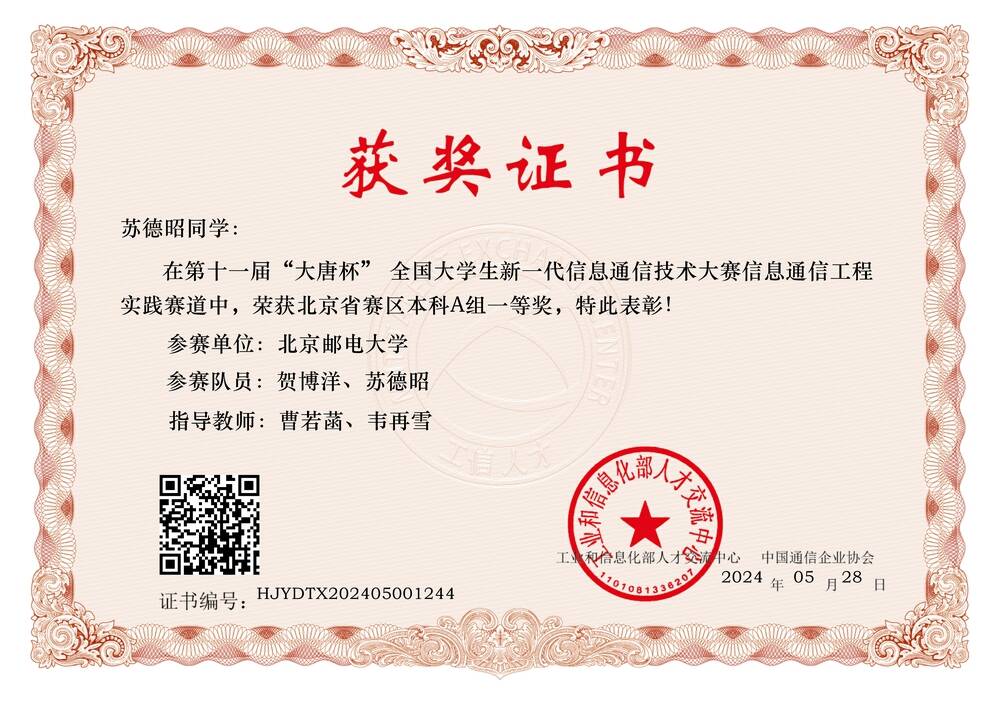 获奖证书
苏德昭同学：
在第十一届“大唐杯” 全国大学生新一代信息通信技术大赛信息通信工程
实践赛道中，荣获北京省赛区本科A组一等奖，特此表彰！
参赛单位：北京邮电大学
参赛队员：贺博洋、苏德昭
指导教师：曹若菡、韦再雪
工信人才
工业和信息化部人才交流中心
1101081336207
工业和信息化部人才交流中心 中国通信企业协会
2024 年 05 月 28 日
证书编号：HJYDTX202405001244